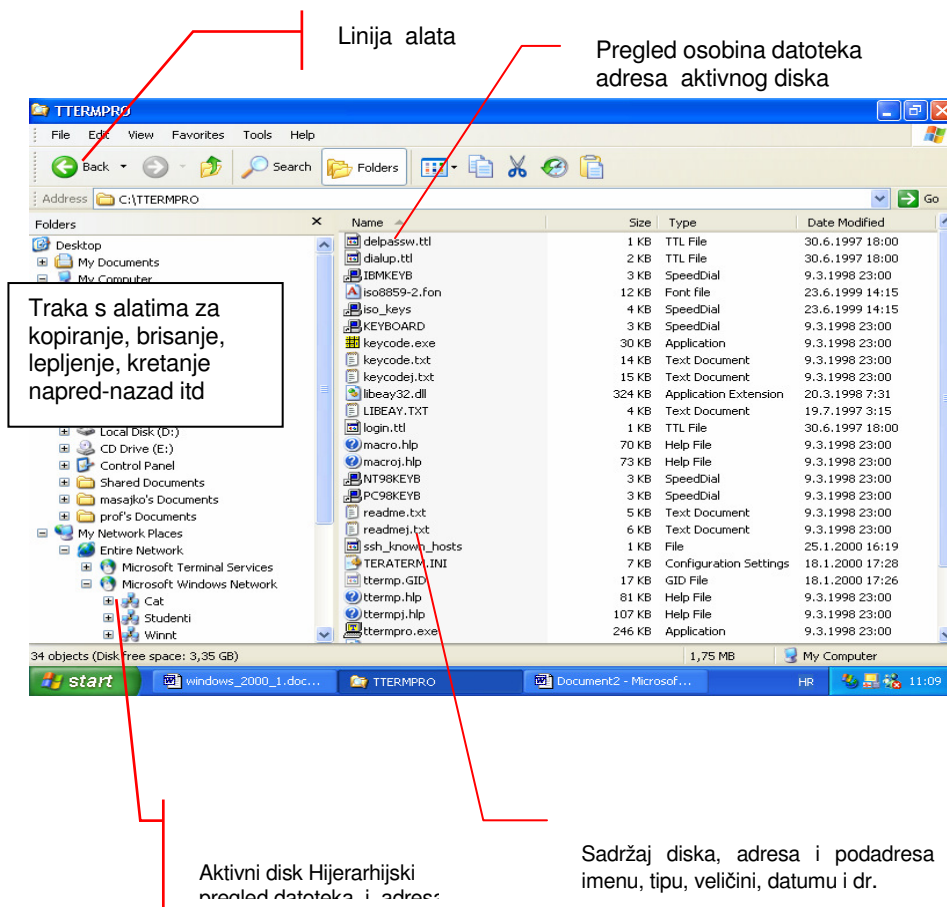 Linija alata
Pregled osobina datoteka
adresa aktivnog diska
TTERMPRO
File Edit View Favorites Tools Help
Back Search Folders
Address C:\TTERMPRO Go
Folders
Name Size Type Date Modified
Desktop
My Documents
My Computer
Traka s alatima za
kopiranje, brisanje,
lepljenje, kretanje
napred-nazad itd
Local Disk (D:)
CD Drive (E:)
Control Panel
Shared Documents
masajko's Documents
prof's Documents
My Network Places
Entire Network
Microsoft Terminal Services
Microsoft Windows Network
Cat
Studenti
Winnt
delpassw.ttl 1 KB TTL File 30.6.1997 18:00
dialup.ttl 2 KB TTL File 30.6.1997 18:00
IBMKEYB 3 KB SpeedDial 9.3.1998 23:00
iso8859-2.fon 12 KB Font file 23.6.1999 14:15
iso_keys 4 KB SpeedDial 23.6.1999 14:15
KEYBOARD 3 KB SpeedDial 9.3.1998 23:00
keycode.exe 30 KB Application 9.3.1998 23:00
keycode.txt 14 KB Text Document 9.3.1998 23:00
keycodej.txt 15 KB Text Document 9.3.1998 23:00
libeay32.dll 324 KB Application Extension 20.3.1998 7:31
LIBEAY.TXT 4 KB Text Document 19.7.1997 3:15
login.ttl 1 KB TTL File 30.6.1997 18:00
macro.hlp 70 KB Help File 9.3.1998 23:00
macroj.hlp 73 KB Help File 9.3.1998 23:00
NT98KEYB 3 KB SpeedDial 9.3.1998 23:00
PC98KEYB 3 KB SpeedDial 9.3.1998 23:00
readme.txt 5 KB Text Document 9.3.1998 23:00
readmej.txt 6 KB Text Document 9.3.1998 23:00
ssh_known_hosts 1 KB File 25.1.2000 16:19
TERATERM.INI 7 KB Configuration Settings 18.1.2000 17:28
ttermp.GID 17 KB GID File 18.1.2000 17:26
ttermp.hlp 81 KB Help File 9.3.1998 23:00
ttermpj.hlp 107 KB Help File 9.3.1998 23:00
ttermpro.exe 246 KB Application 9.3.1998 23:00
34 objects (Disk free space: 3,35 GB) 1,75 MB My Computer
start windows_2000_1.doc... TTERMPRO Document2 - Microsof... HR 11:09
Aktivni disk Hijerarhijski
pregled datoteka i adresa
Sadržaj diska, adresa i podadresa
imenu, tipu, veličini, datumu i dr.